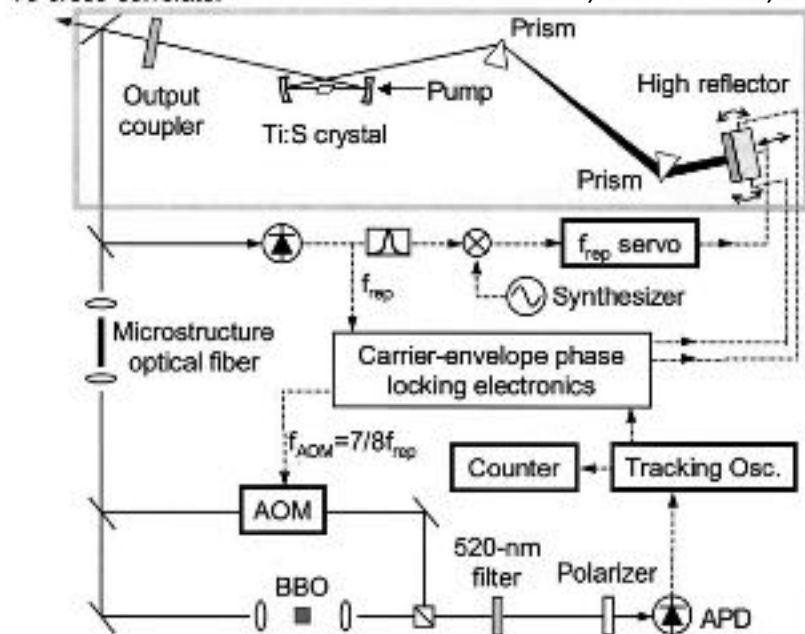 Prism
High reflector
Output
coupler
Pump
Ti:S crystal
Prism
f_rep servo
f_rep
Synthesizer
Microstructure
optical fiber
Carrier-envelope phase
locking electronics
f_AOM=7/8f_rep
Counter
Tracking Osc.
AOM
520-nm
filter
Polarizer
BBO
APD